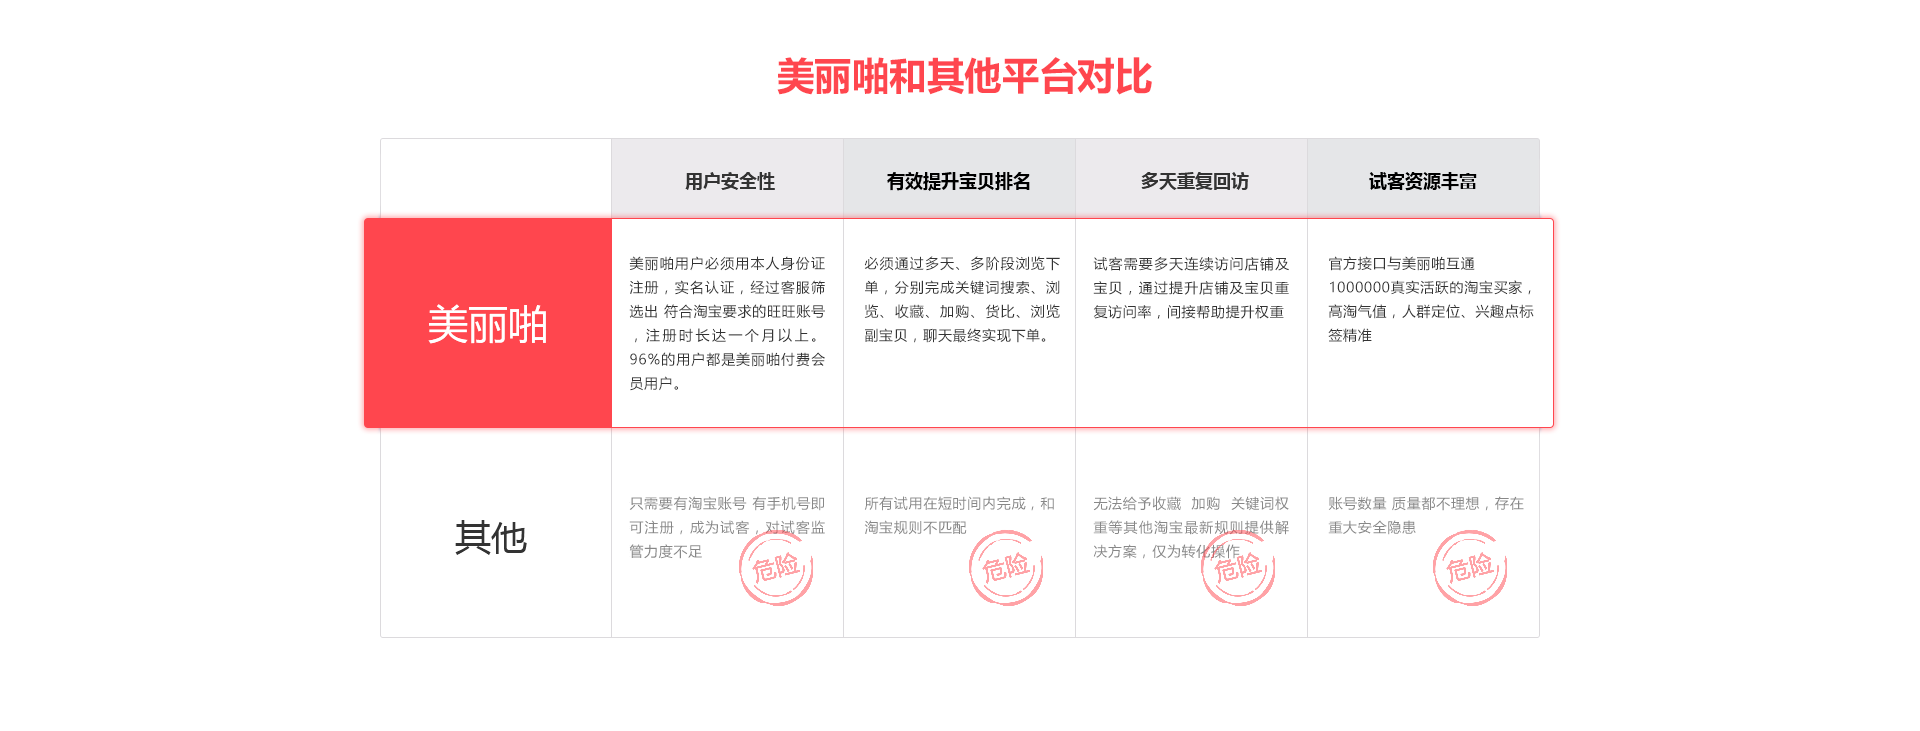 美丽啪和其他平台对比
用户安全性
有效提升宝贝排名
多天重复回访
试客资源丰富
美丽啪
美丽啪用户必须用本人身份证
注册，实名认证，经过客服筛
选出 符合淘宝要求的旺旺账号
，注册时长达一个月以上。
96%的用户都是美丽啪付费会
员用户。
必须通过多天、多阶段浏览下
单，分别完成关键词搜索、浏
览、收藏、加购、货比、浏览
副宝贝，聊天最终实现下单。
试客需要多天连续访问店铺及
宝贝，通过提升店铺及宝贝重
复访问率，间接帮助提升权重
官方接口与美丽啪互通
1000000真实活跃的淘宝买家，
高淘气值，人群定位、兴趣点标
签精准
其他
只需要有淘宝账号 有手机号即
可注册，成为试客，对试客监
管力度不足
危险
所有试用在短时间内完成，和
淘宝规则不匹配
危险
无法给予收藏 加购 关键词权
重等其他淘宝最新规则提供解
决方案，仅为转化操作
危险
账号数量 质量都不理想，存在
重大安全隐患
危险